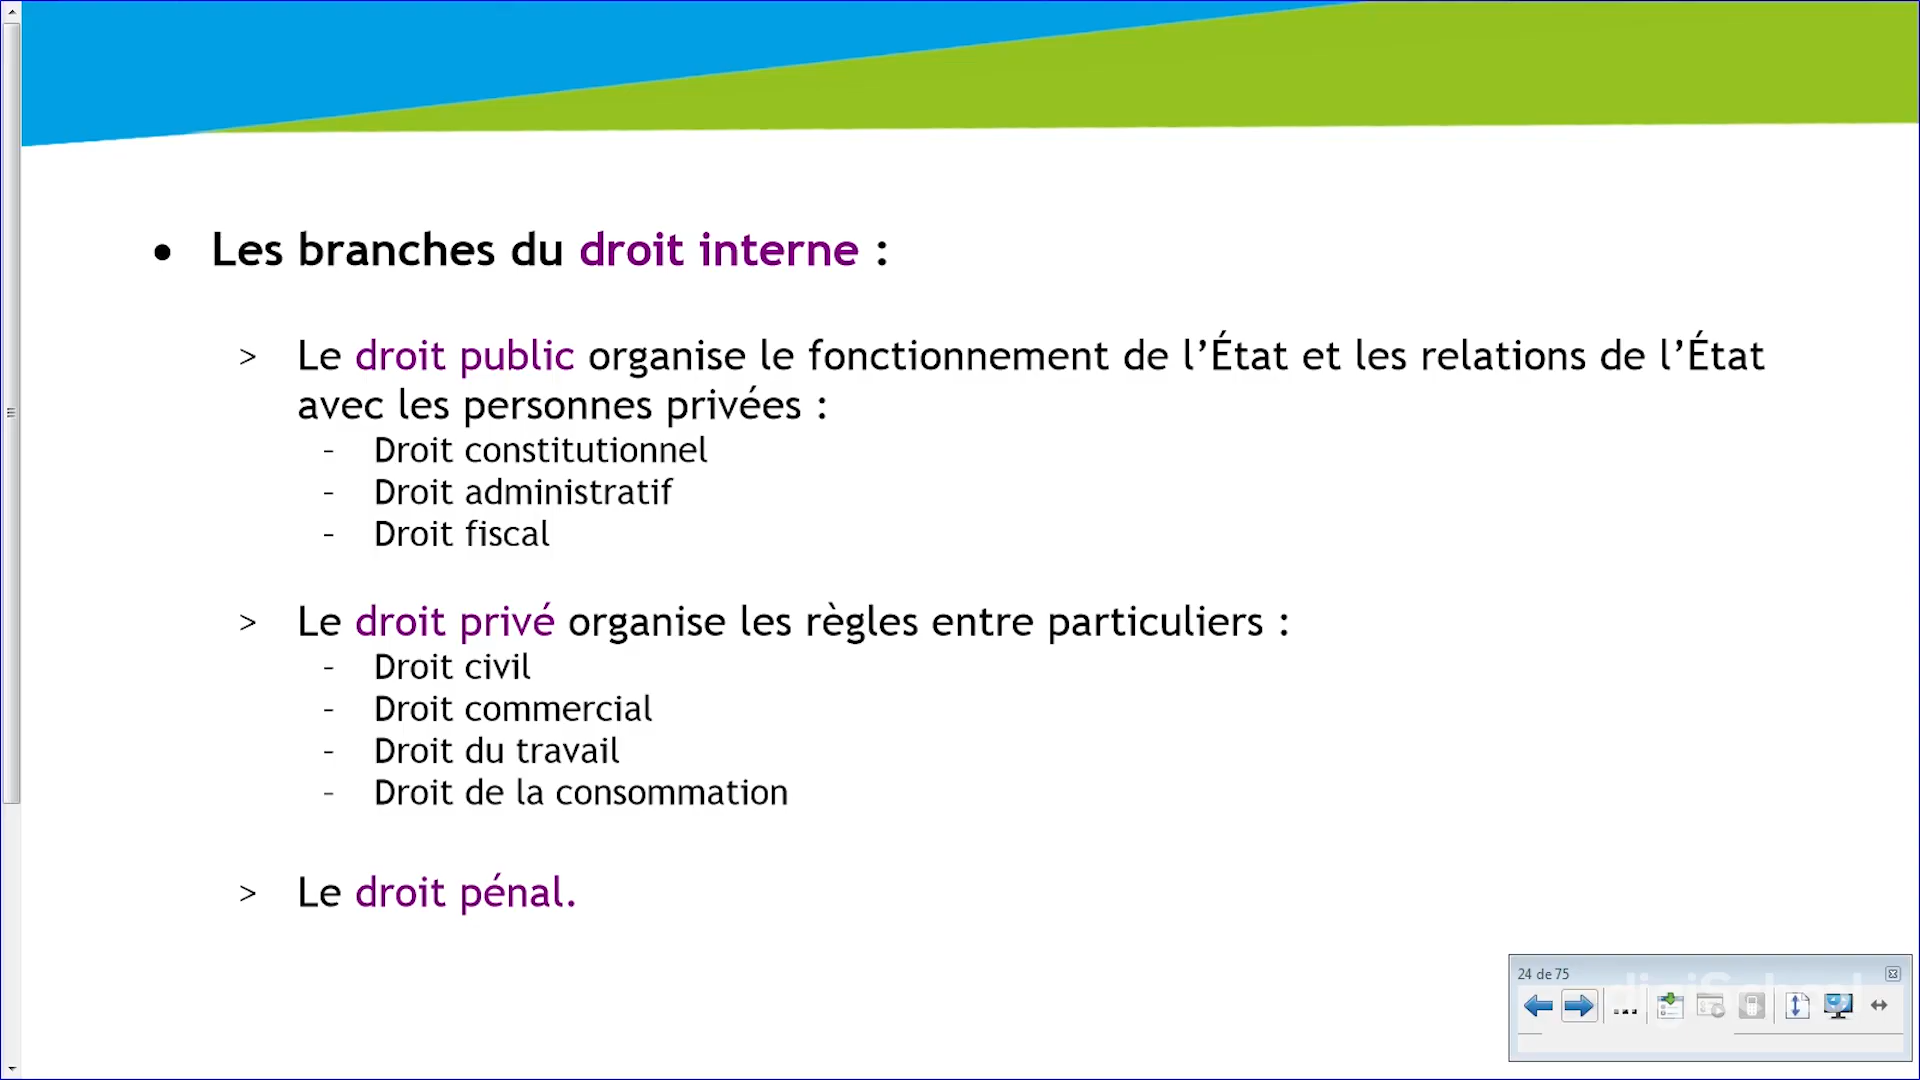 • Les branches du droit interne :
> Le droit public organise le fonctionnement de l’État et les relations de l’État
avec les personnes privées :
- Droit constitutionnel
- Droit administratif
- Droit fiscal
> Le droit privé organise les règles entre particuliers :
- Droit civil
- Droit commercial
- Droit du travail
- Droit de la consommation
> Le droit pénal.
24 de 75
digiSchool